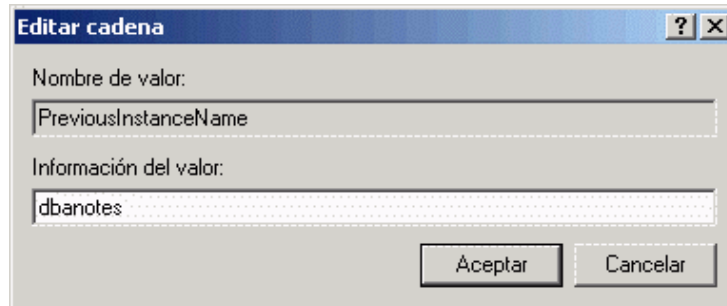 Editar cadena
Nombre de valor:
PreviousInstanceName
Información del valor:
dbanotes
Aceptar Cancelar